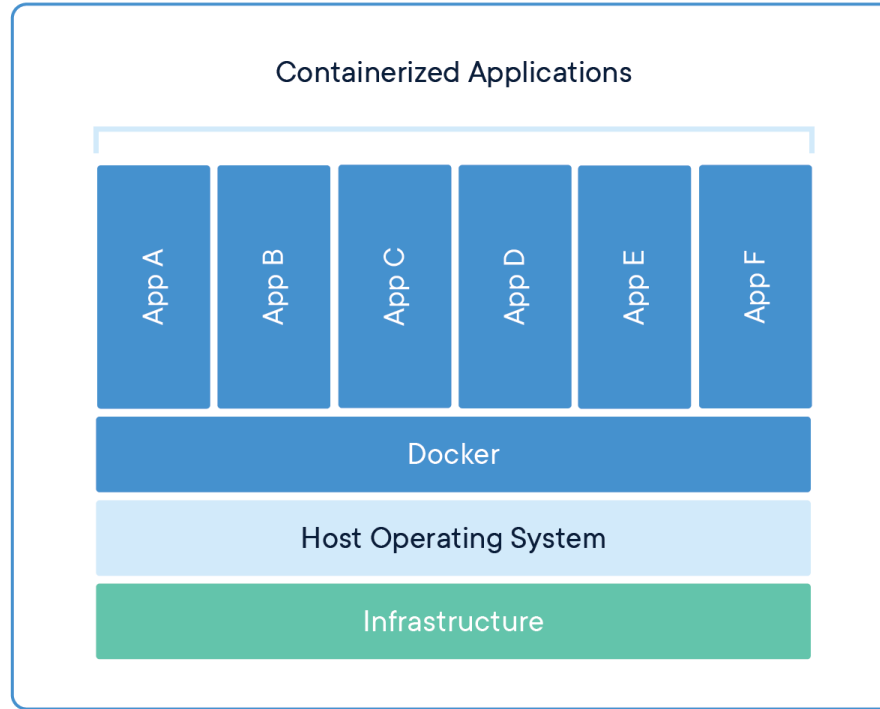 Containerized Applications
App A
App B
App C
App D
App E
App F
Docker
Host Operating System
Infrastructure